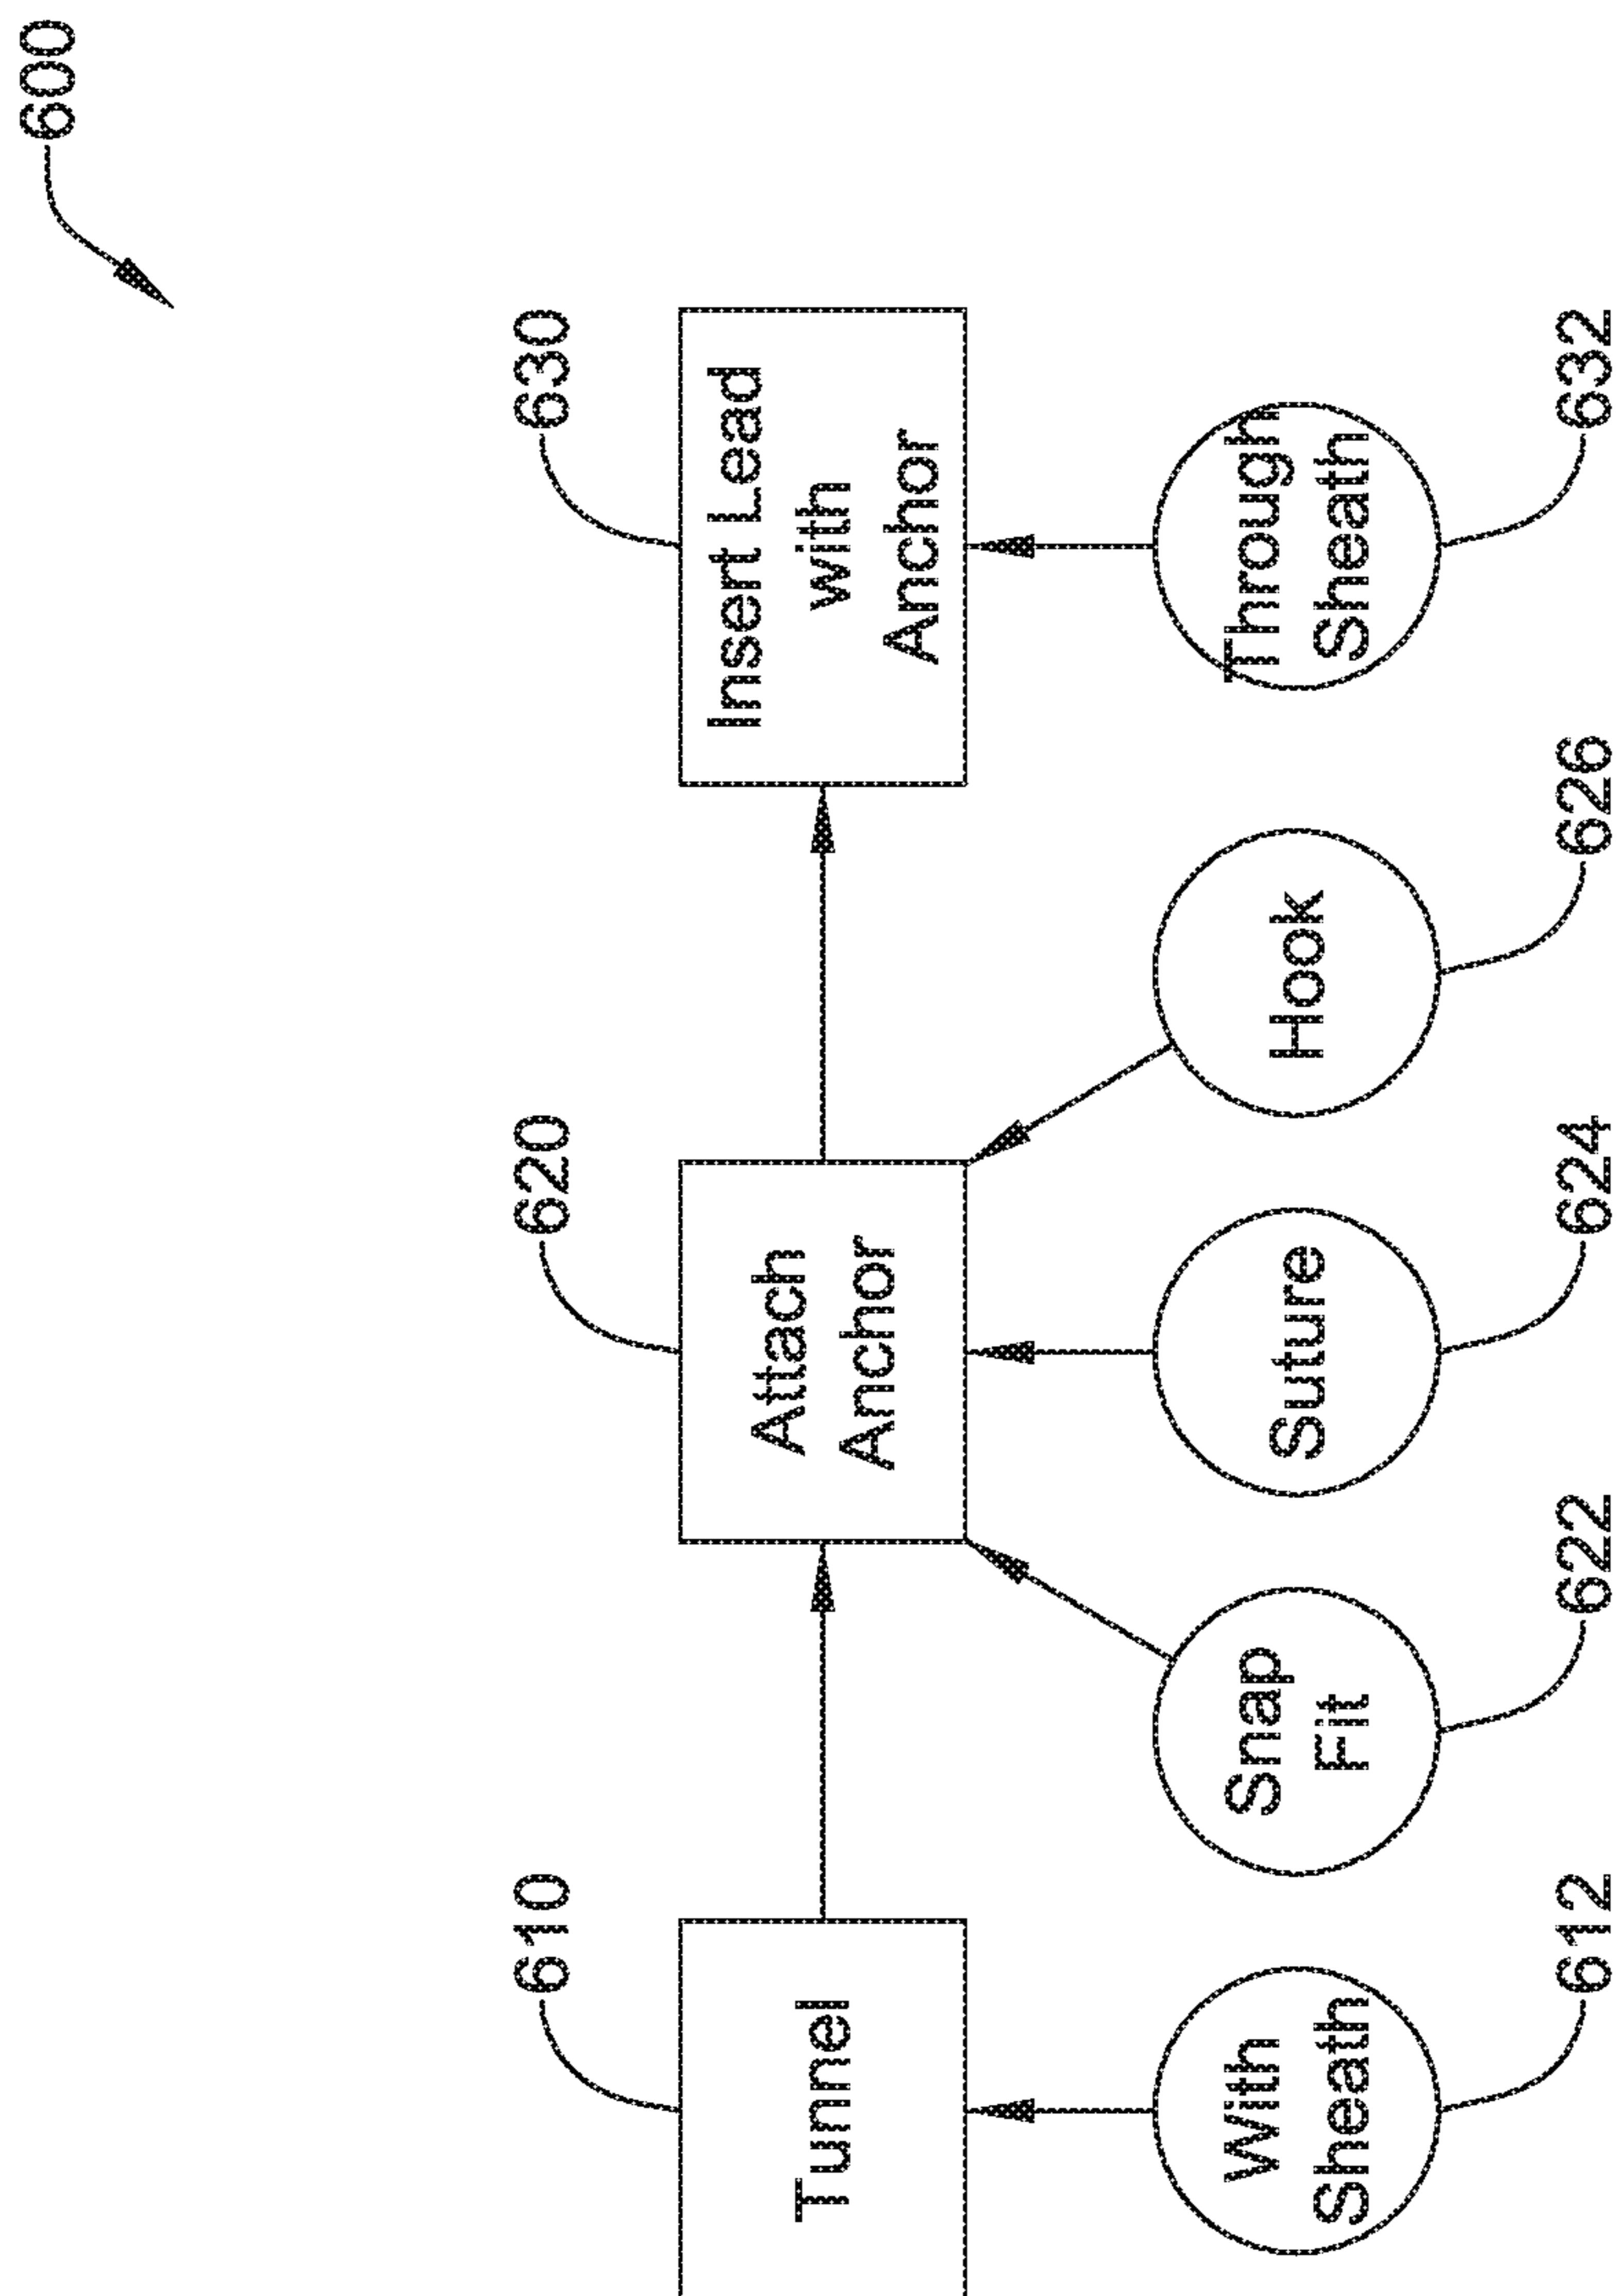 600
610
620
630
Tunnel
Attach
Anchor
Insert Lead
with
Anchor
With
Sheath
Snap
Fit
Suture
Hook
Through
Sheath
612
622
624
626
632